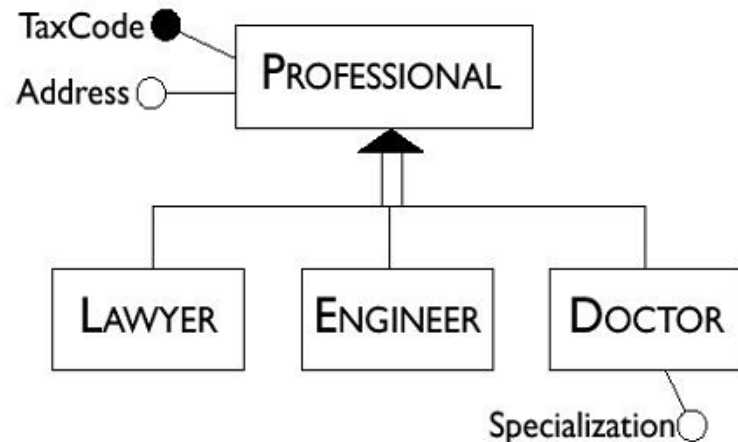 TaxCode
Address
PROFESSIONAL
LAWYER
ENGINEER
DOCTOR
Specialization